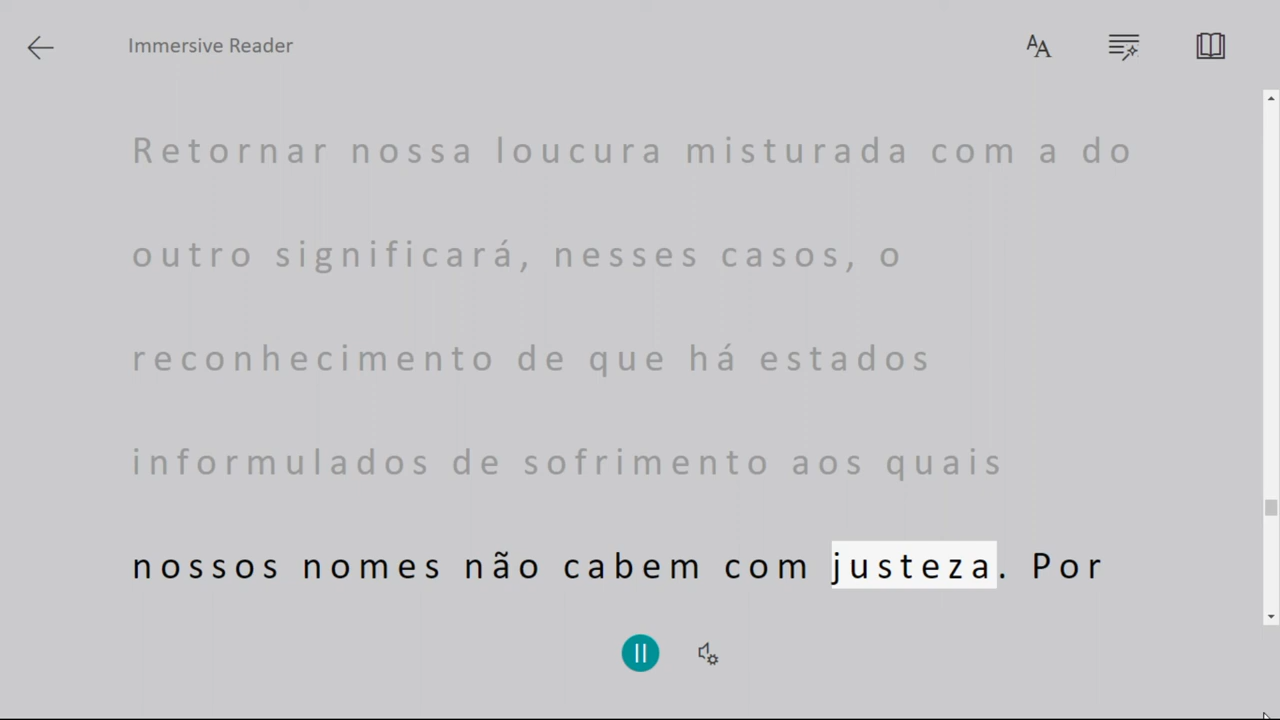 Immersive Reader
Retornar nossa loucura misturada com a do
outro significará, nesses casos, o
reconhecimento de que há estados
informulados de sofrimento aos quais
nossos nomes não cabem com justeza. Por